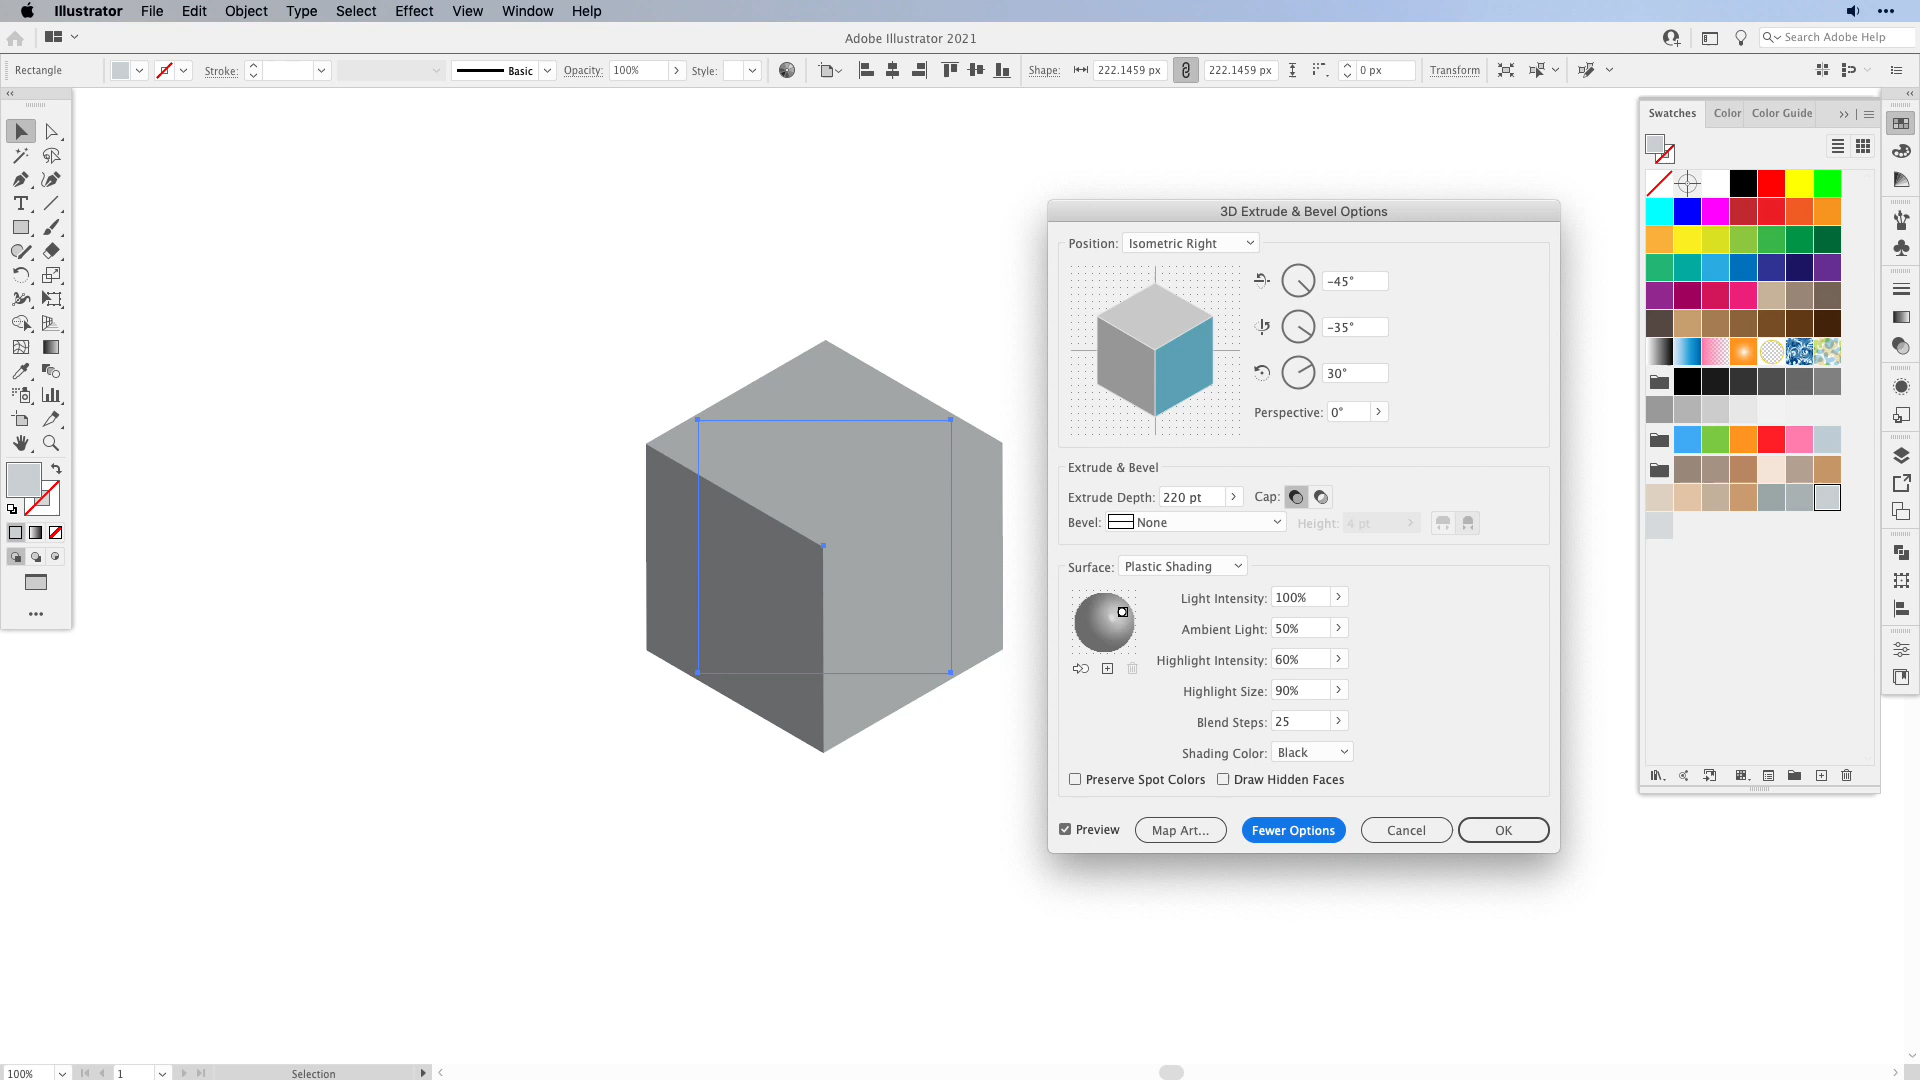 Illustrator File Edit Object Type Select Effect View Window Help
Adobe Illustrator 2021
Search Adobe Help
Rectangle Stroke: Basic Opacity: 100% Style: Shape: 222.1459 px 222.1459 px 0 px Transform
Swatches Color Color Guide
3D Extrude & Bevel Options
Position: Isometric Right
-45°
-35°
30°
Perspective: 0°
Extrude & Bevel
Extrude Depth: 220 pt Cap:
Bevel: None Height: 4 pt
Surface: Plastic Shading
Light Intensity: 100%
Ambient Light: 50%
Highlight Intensity: 60%
Highlight Size: 90%
Blend Steps: 25
Shading Color: Black
Preserve Spot Colors Draw Hidden Faces
Preview Map Art... Fewer Options Cancel OK
100% 1 Selection